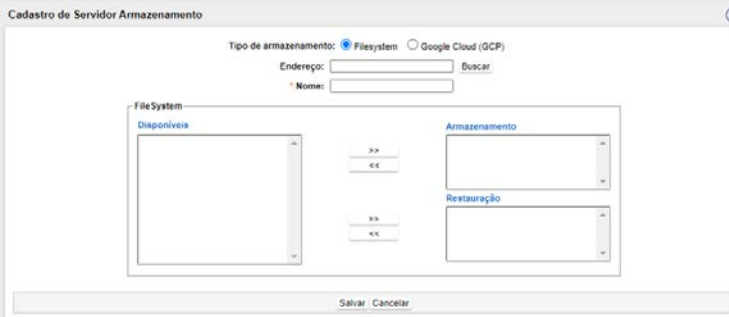 Cadastro de Servidor Armazenamento
Tipo de armazenamento: Filesystem Google Cloud (GCP)
Endereço: Buscar
* Nome:
FileSystem
Disponíveis
Armazenamento
>>
<<
Restauração
>>
<<
Salvar Cancelar